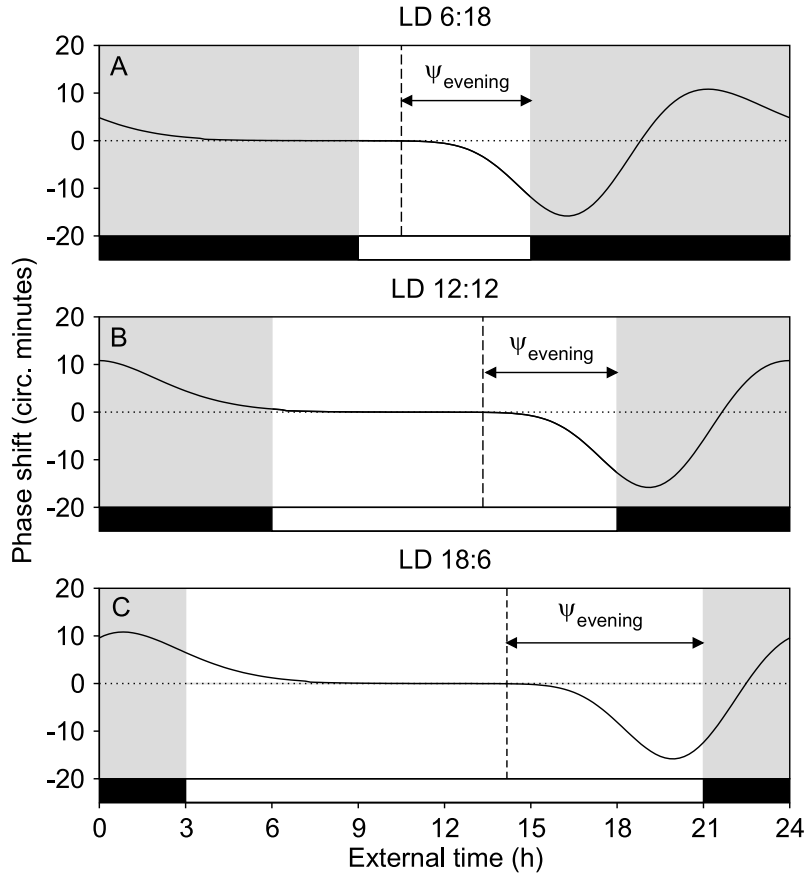 LD 6:18
20
A
ψevening
10
0
-10
-20
LD 12:12
20
B
ψevening
10
0
-10
-20
Phase shift (circ. minutes)
LD 18:6
20
C
ψevening
10
0
-10
-20
0 3 6 9 12 15 18 21 24
External time (h)